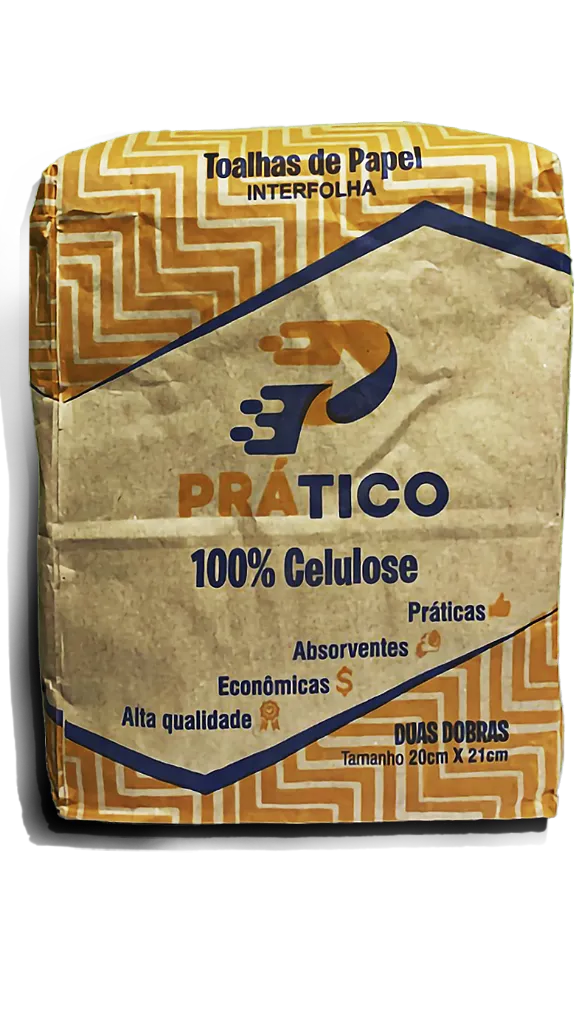 Toalhas de Papel
INTERFOLHA
PRÁTICO
100% Celulose
Práticas
Absorventes
Econômicas $
Alta qualidade
DUAS DOBRAS
Tamanho 20cm X 21cm